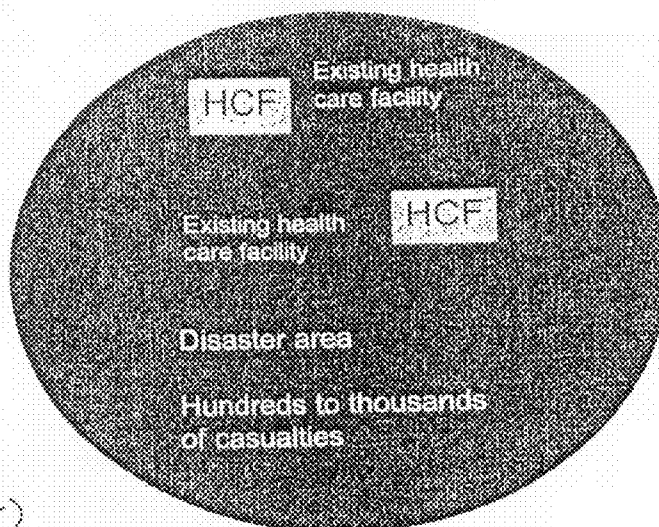 HCF
Existing health
care facility
HCF
Existing health
care facility
Disaster area
Hundreds to thousands
of casualties